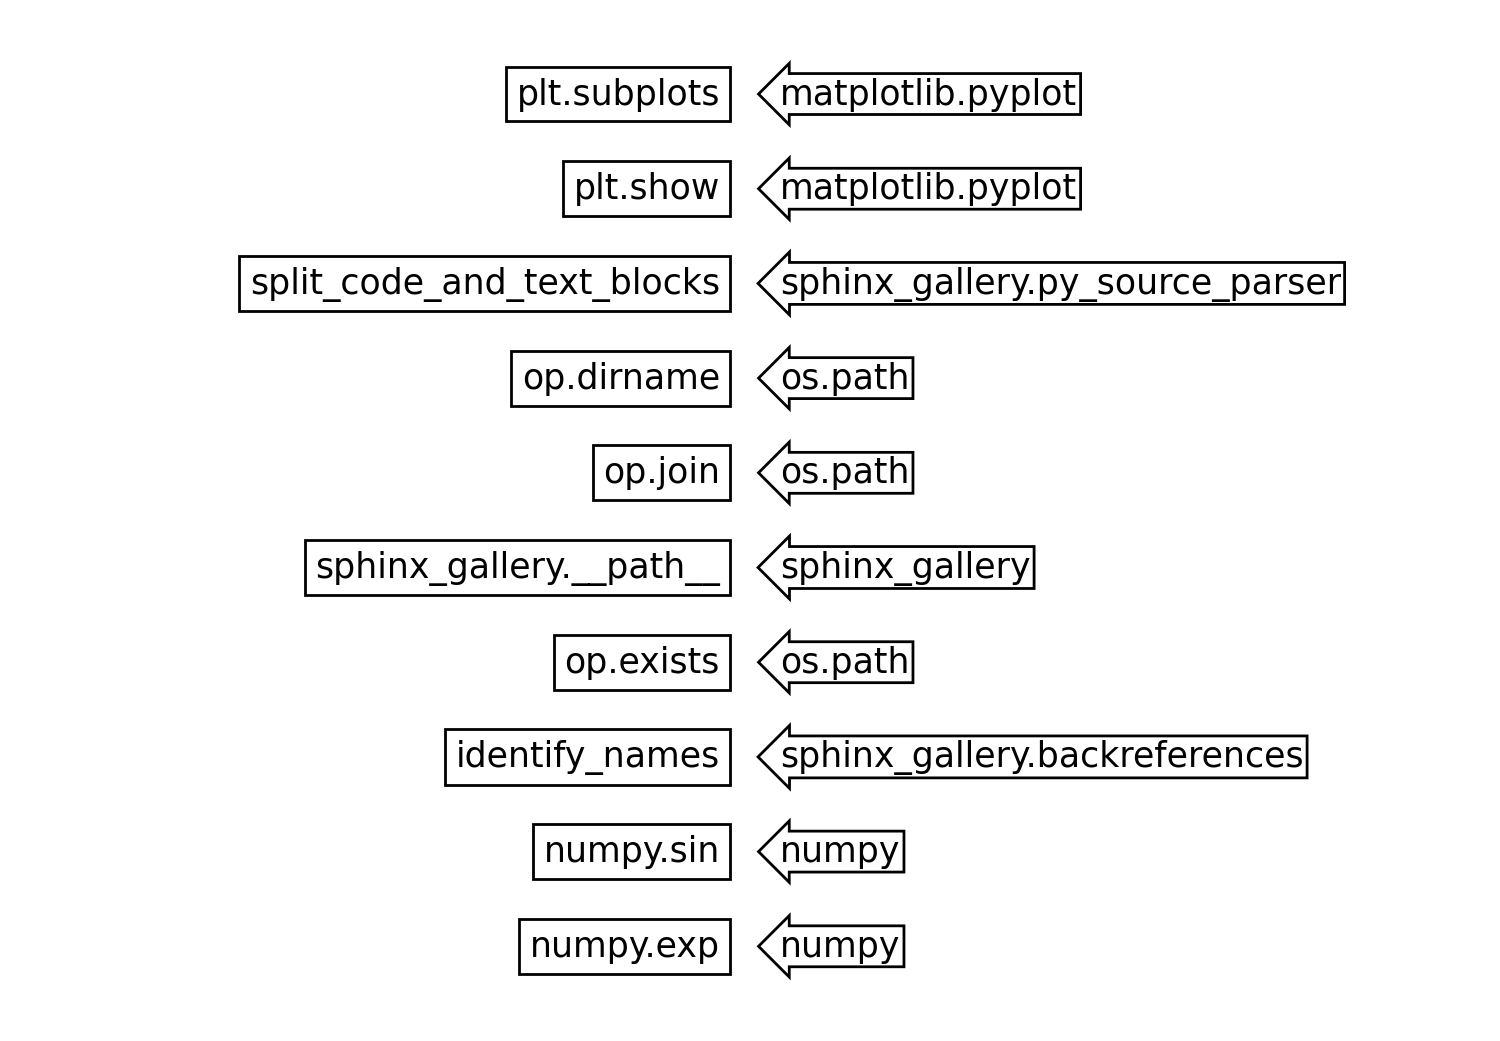 plt.subplots matplotlib.pyplot
plt.show matplotlib.pyplot
split_code_and_text_blocks sphinx_gallery.py_source_parser
op.dirname os.path
op.join os.path
sphinx_gallery.__path__ sphinx_gallery
op.exists os.path
identify_names sphinx_gallery.backreferences
numpy.sin numpy
numpy.exp numpy